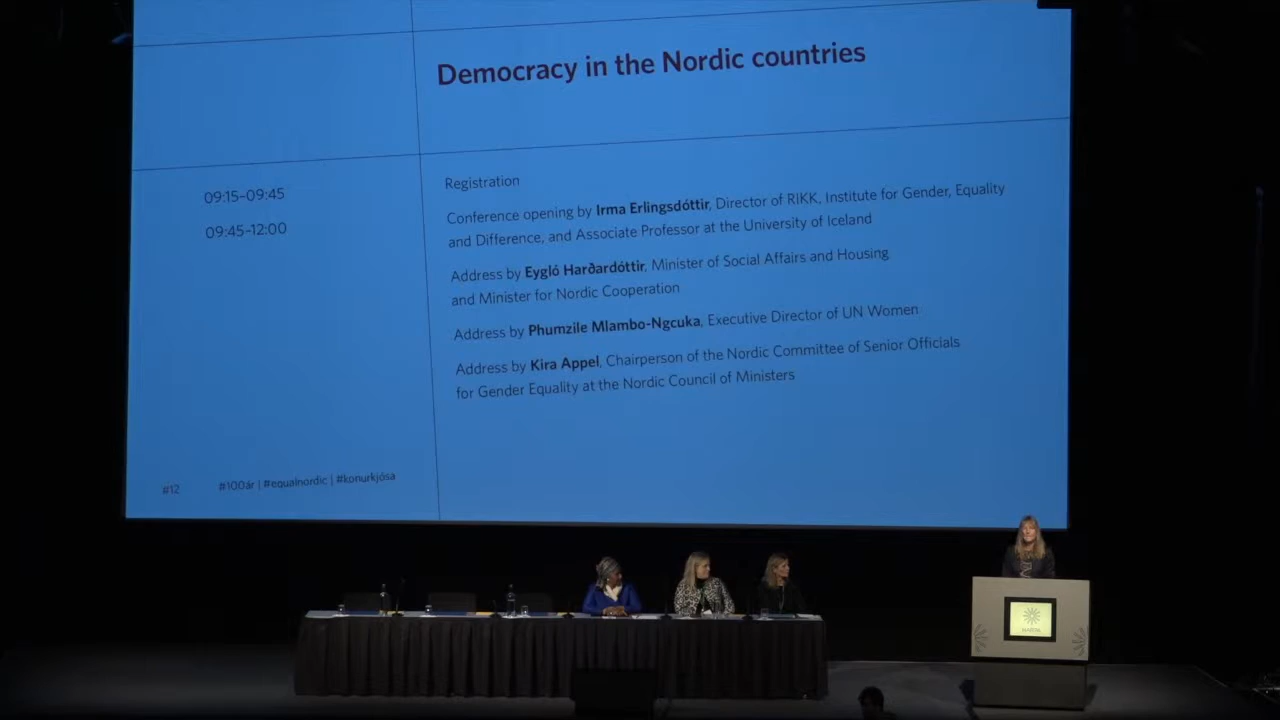 Democracy in the Nordic countries
09:15–09:45
Registration
09:45–12:00
Conference opening by Irma Erlingsdóttir, Director of RIKK, Institute for Gender, Equality
and Difference, and Associate Professor at the University of Iceland
Address by Eygló Harðardóttir, Minister of Social Affairs and Housing
and Minister for Nordic Cooperation
Address by Phumzile Mlambo-Ngcuka, Executive Director of UN Women
Address by Kira Appel, Chairperson of the Nordic Committee of Senior Officials
for Gender Equality at the Nordic Council of Ministers
#12
#100ár | #equalnordic | #konurkjósa